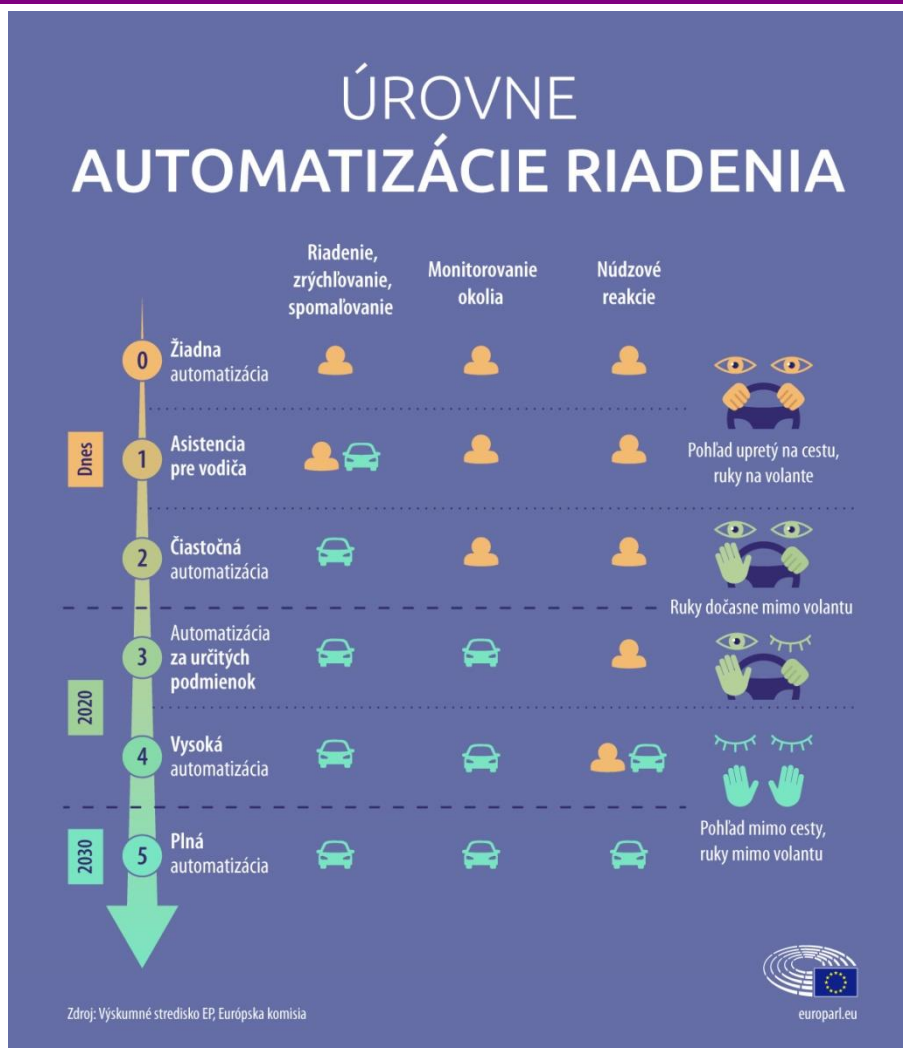 ÚROVNE
AUTOMATIZÁCIE RIADENIA
Riadenie,
zrýchľovanie,
spomaľovanie
Monitorovanie
okolia
Núdzové
reakcie
0
Žiadna
automatizácia
Pohľad upretý na cestu,
ruky na volante
Dnes
1
Asistencia
pre vodiča
2
Čiastočná
automatizácia
Ruky dočasne mimo volantu
2020
3
Automatizácia
za určitých
podmienok
4
Vysoká
automatizácia
Pohľad mimo cesty,
ruky mimo volantu
2030
5
Plná
automatizácia
Zdroj: Výskumné stredisko EP, Európska komisia
europarl.eu